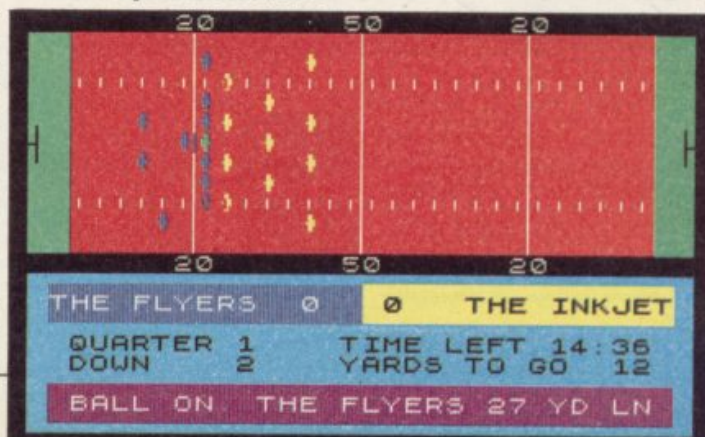 20 50 20
20 50 20
THE FLYERS 0 0 THE INKJET
QUARTER 1 TIME LEFT 14:36
DOWN 2 YARDS TO GO 12
BALL ON THE FLYERS 27 YD LN